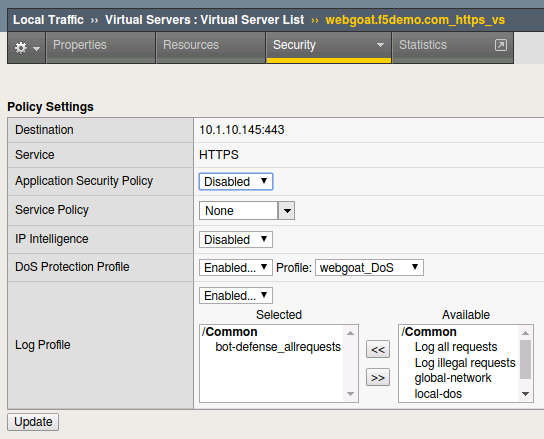 Local Traffic ›› Virtual Servers : Virtual Server List ›› webgoat.f5demo.com_https_vs
Properties Resources Security Statistics
Policy Settings
Destination 10.1.10.145:443
Service HTTPS
Application Security Policy Disabled
Service Policy None
IP Intelligence Disabled
DoS Protection Profile Enabled... Profile: webgoat_DoS
Enabled...
Selected Available
Log Profile
/Common
bot-defense_allrequests
<<
>>
/Common
Log all requests
Log illegal requests
global-network
local-dos
Update